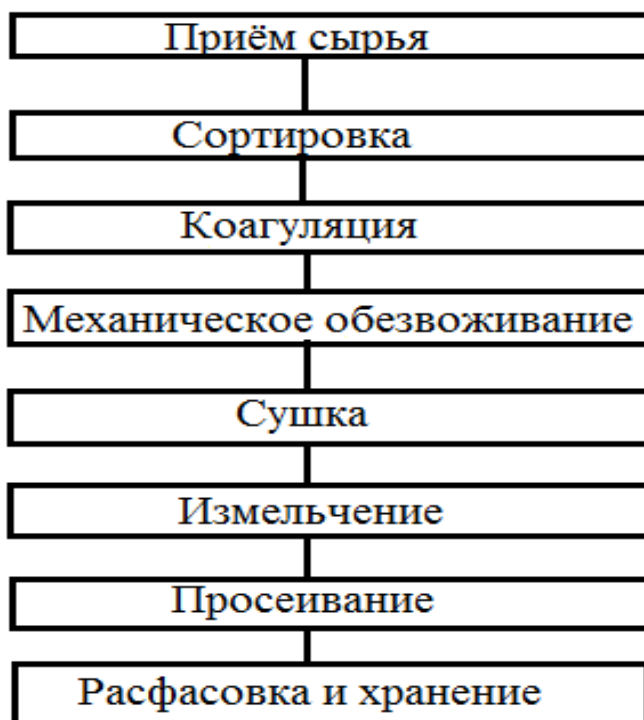 Приём сырья
Сортировка
Коагуляция
Механическое обезвоживание
Сушка
Измельчение
Просеивание
Расфасовка и хранение